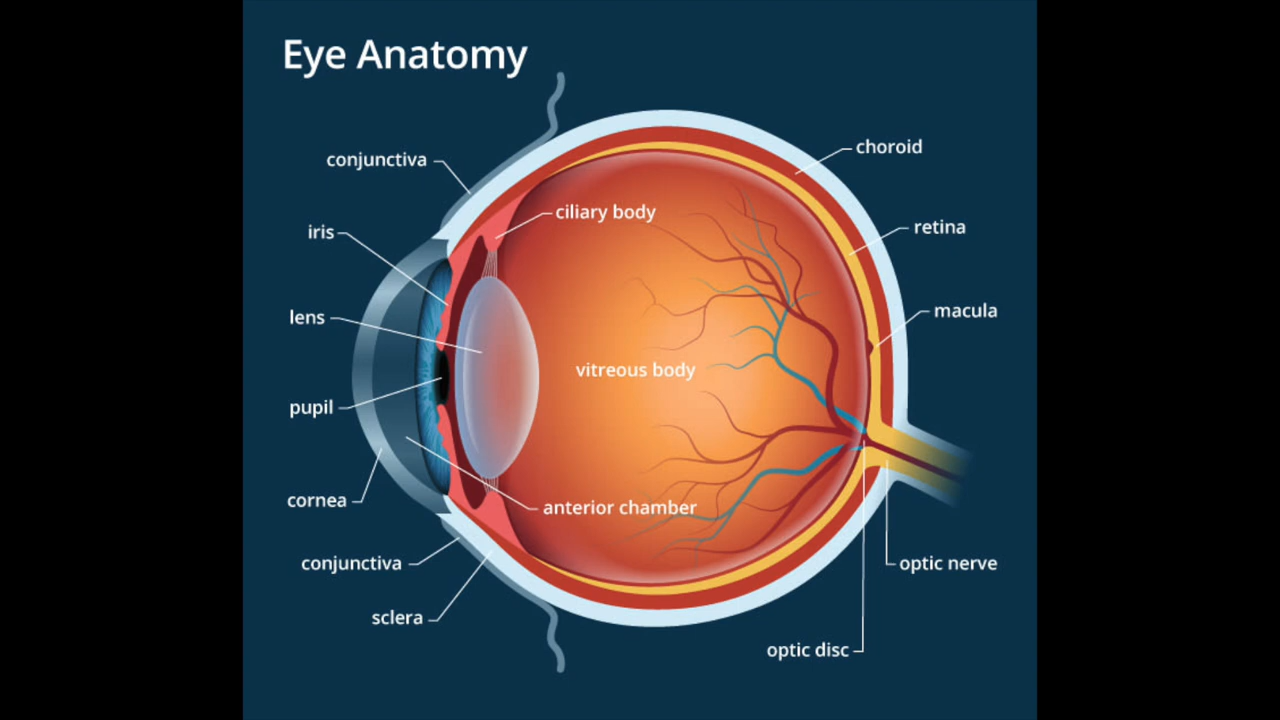 Eye Anatomy
conjunctiva
choroid
ciliary body
iris
retina
macula
lens
vitreous body
pupil
cornea
anterior chamber
conjunctiva
optic nerve
sclera
optic disc